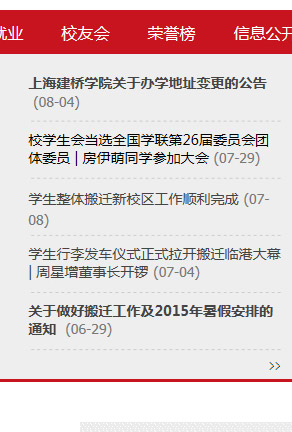 就业 校友会 荣誉榜 信息公开
上海建桥学院关于办学地址变更的公告
(08-04)
校学生会当选全国学联第26届委员会团
体委员 | 房伊萌同学参加大会 (07-29)
学生整体搬迁新校区工作顺利完成 (07-
08)
学生行李发车仪式正式拉开搬迁临港大幕
| 周星增董事长开锣 (07-04)
关于做好搬迁工作及2015年暑假安排的
通知 (06-29)
>>